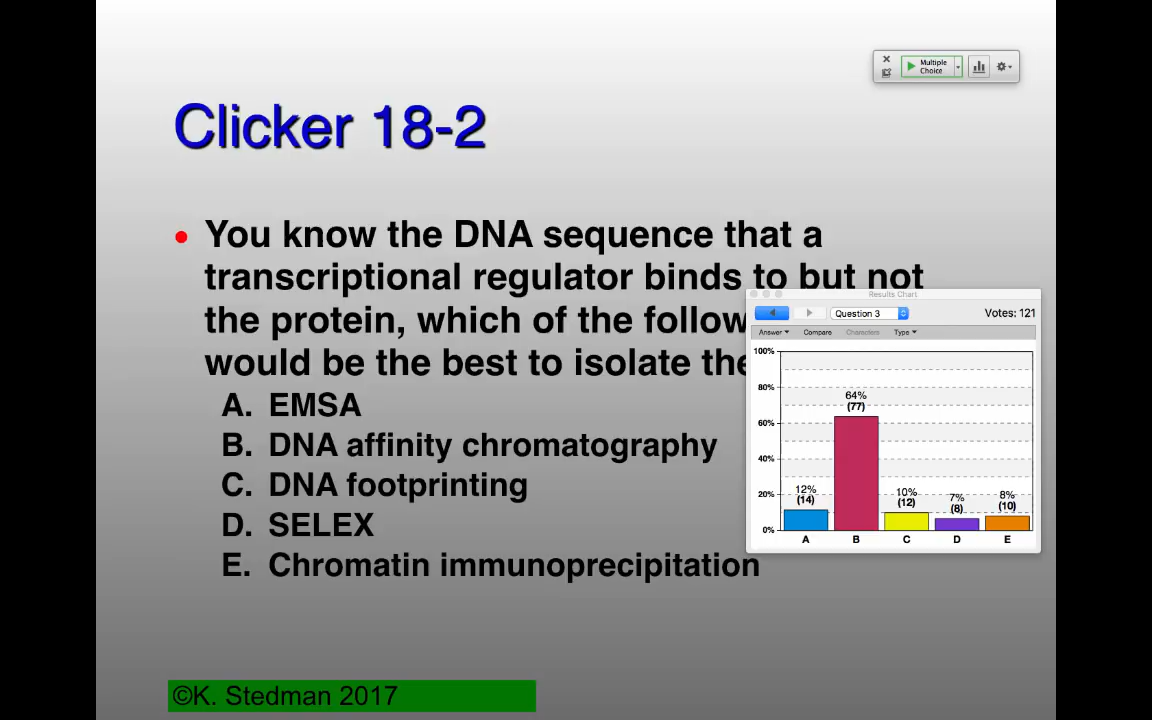 Multiple
Choice
Clicker 18-2
You know the DNA sequence that a
transcriptional regulator binds to but not
the protein, which of the follow
would be the best to isolate the
A. EMSA
B. DNA affinity chromatography
C. DNA footprinting
D. SELEX
E. Chromatin immunoprecipitation
Results Chart
Question 3
Votes: 121
Answer
Compare
Characters
Type
100%
80%
60%
40%
20%
0%
12%
(14)
64%
(77)
10%
(12)
7%
(8)
8%
(10)
A B C D E
©K. Stedman 2017